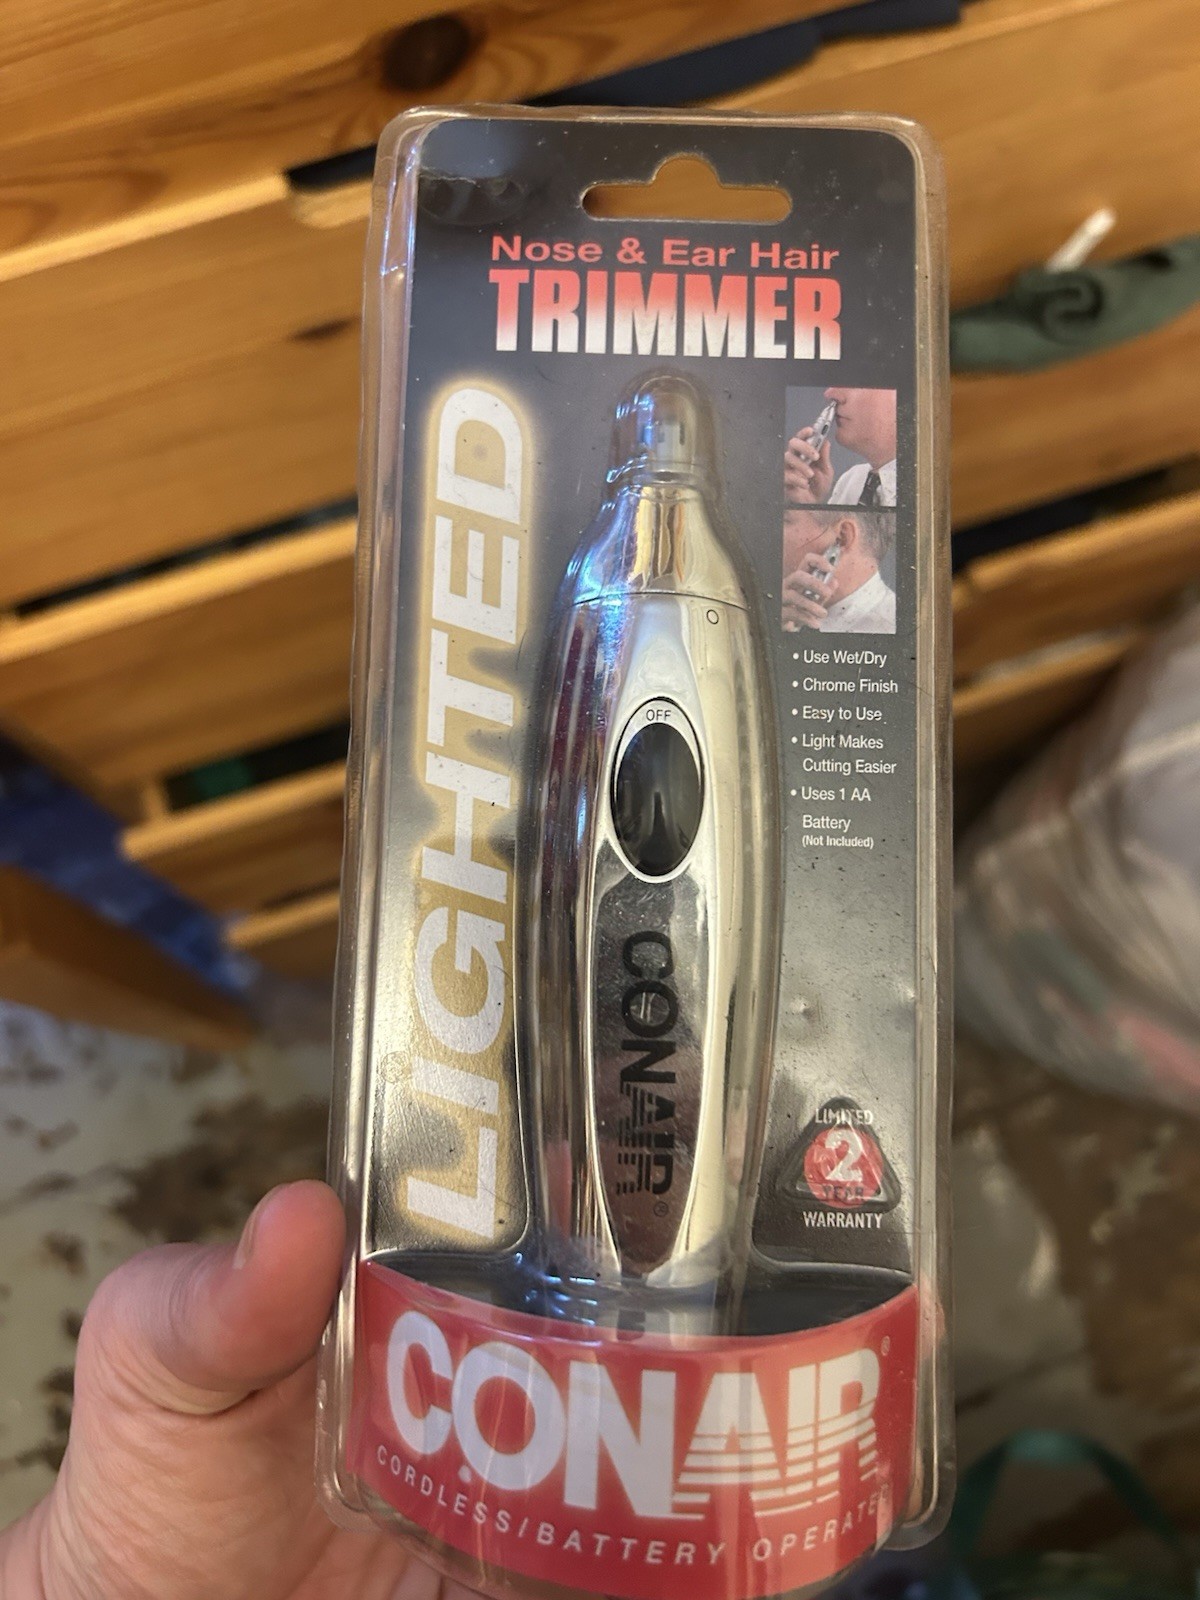 Nose & Ear Hair
TRIMMER
LIGHTED
• Use Wet/Dry
• Chrome Finish
• Easy to Use
• Light Makes
Cutting Easier
• Uses 1 AA
Battery
(Not Included)
OFF
CONAIR®
LIMITED
2
YEAR
WARRANTY
CONAIR®
CORDLESS/BATTERY OPERATED